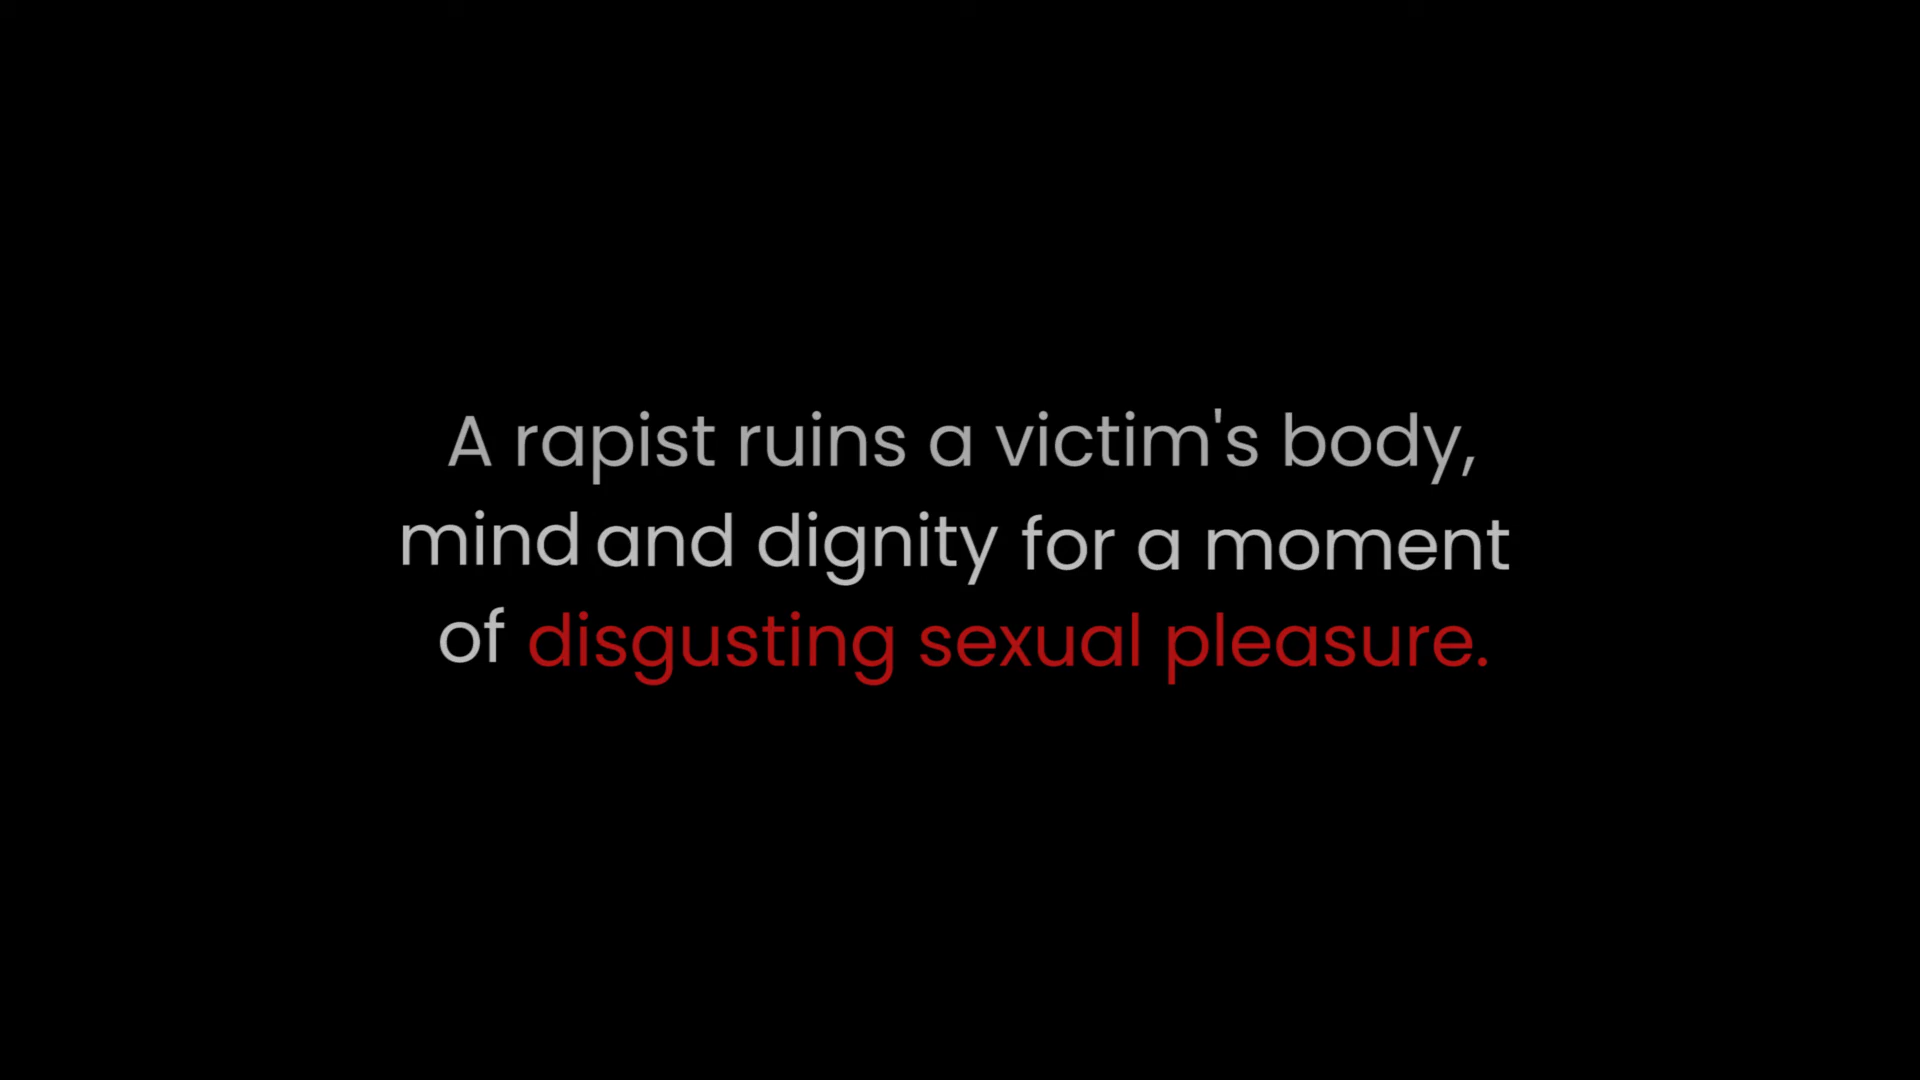 A rapist ruins a victim's body,
mind and dignity for a moment
of disgusting sexual pleasure.